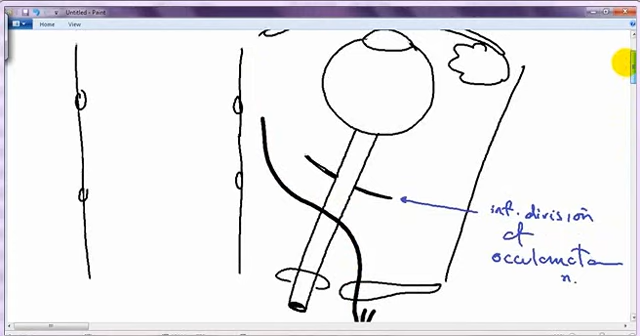 Untitled - Paint
Home View
inf. division
of
occulomotor
n.